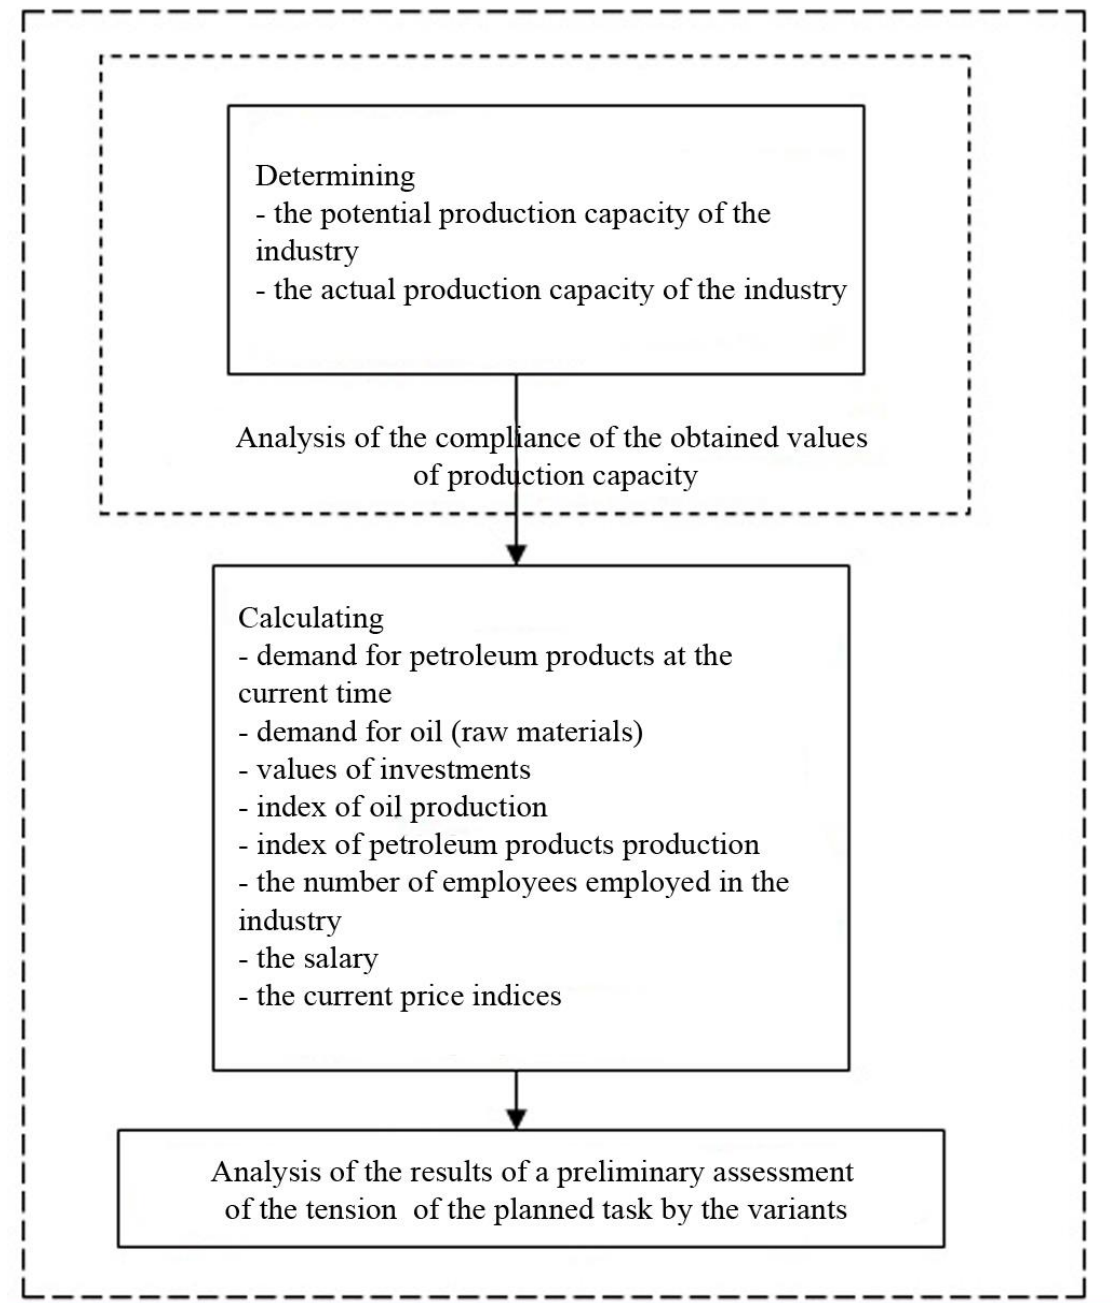 Determining
- the potential production capacity of the
industry
- the actual production capacity of the industry
Analysis of the compliance of the obtained values
of production capacity
Calculating
- demand for petroleum products at the
current time
- demand for oil (raw materials)
- values of investments
- index of oil production
- index of petroleum products production
- the number of employees employed in the
industry
- the salary
- the current price indices
Analysis of the results of a preliminary assessment
of the tension of the planned task by the variants